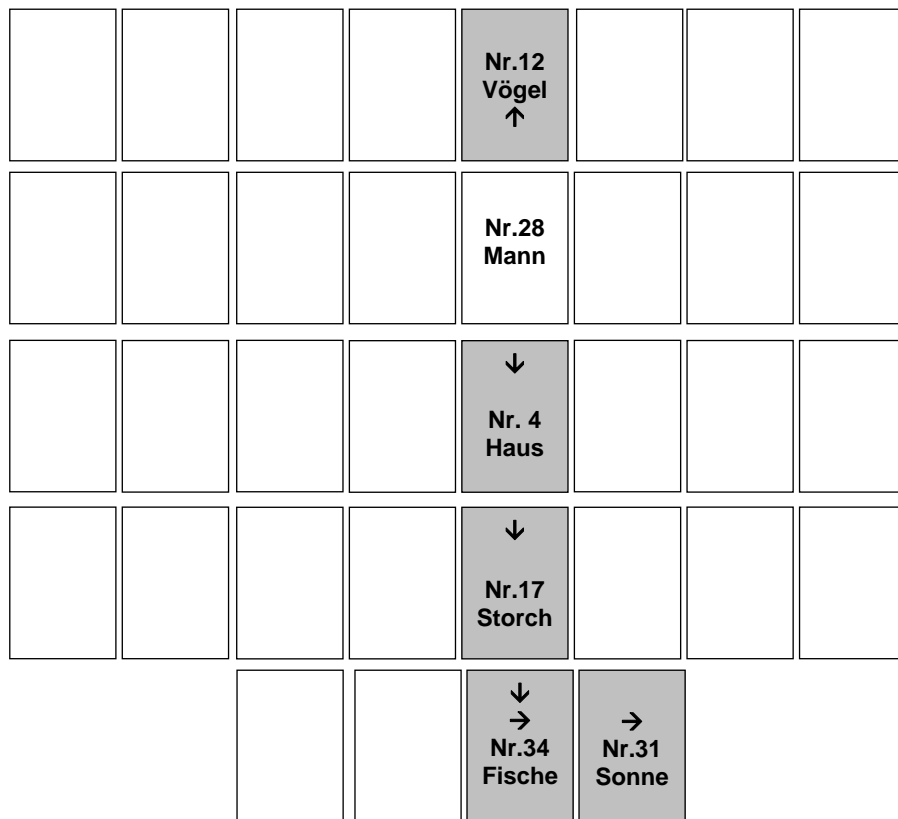 Nr.12
Vögel
↑
Nr.28
Mann
↓
Nr. 4
Haus
↓
Nr.17
Storch
↓
→
Nr.34
Fische
→
Nr.31
Sonne